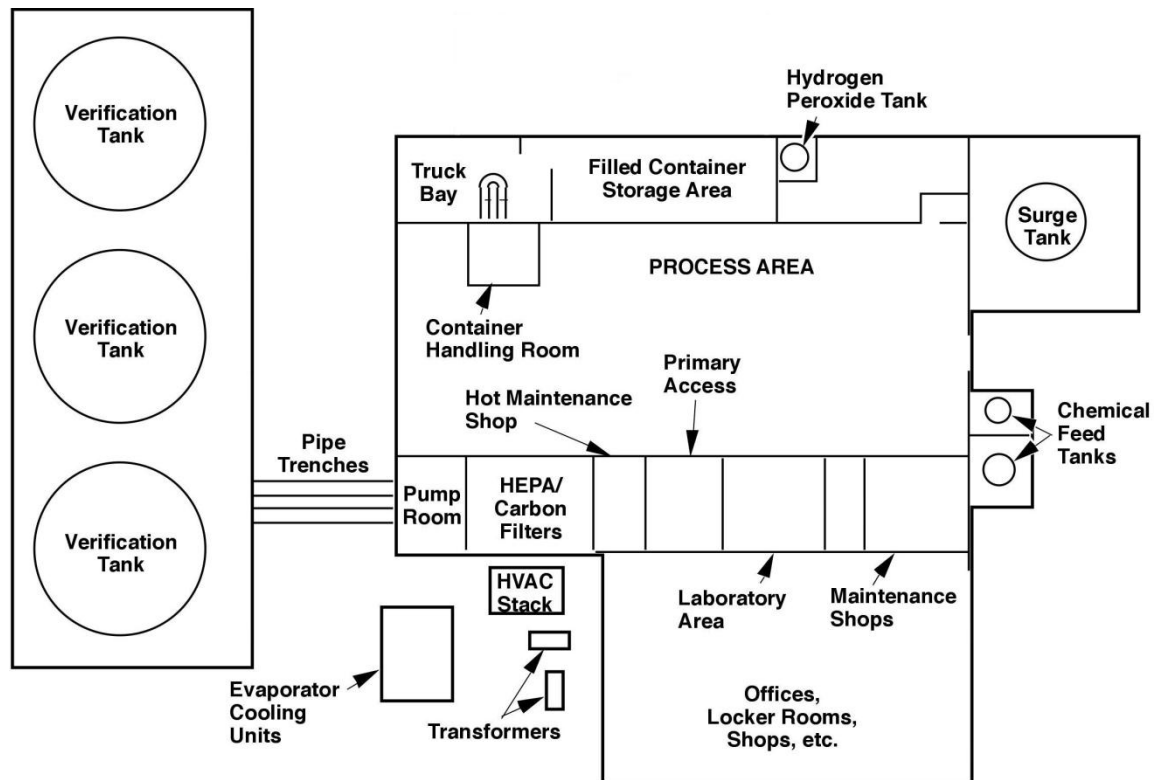 Verification
Tank
Verification
Tank
Verification
Tank
Pipe
Trenches
Hydrogen
Peroxide Tank
Truck
Bay
Filled Container
Storage Area
Surge
Tank
PROCESS AREA
Container
Handling Room
Primary
Access
Hot Maintenance
Shop
Chemical
Feed
Tanks
Pump
Room
HEPA/
Carbon
Filters
HVAC
Stack
Laboratory
Area
Maintenance
Shops
Evaporator
Cooling
Units
Transformers
Offices,
Locker Rooms,
Shops, etc.